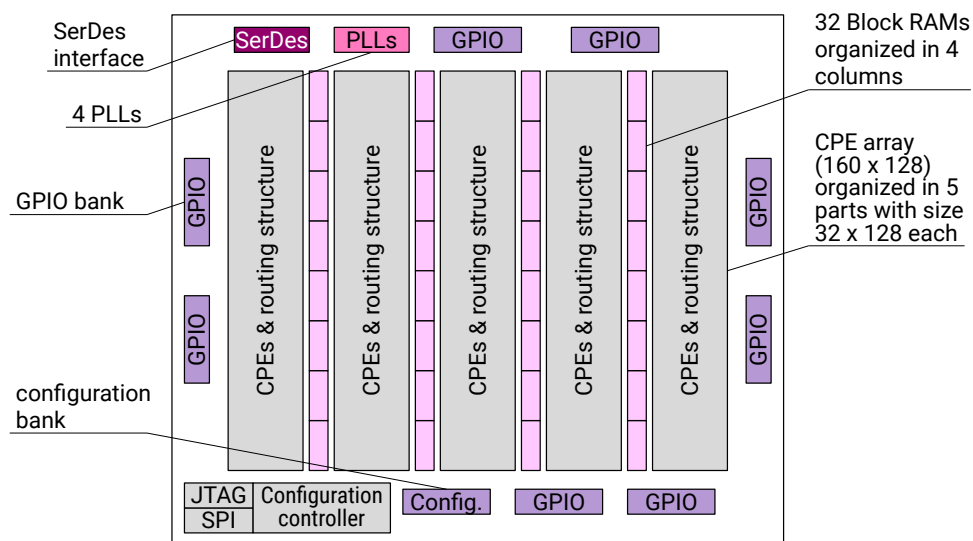 SerDes
interface
4 PLLs
GPIO bank
configuration
bank
SerDes
PLLs
GPIO
GPIO
32 Block RAMs
organized in 4
columns
CPE array
(160 x 128)
organized in 5
parts with size
32 x 128 each
GPIO
GPIO
CPEs & routing structure
CPEs & routing structure
CPEs & routing structure
CPEs & routing structure
CPEs & routing structure
GPIO
GPIO
JTAG
SPI
Configuration
controller
Config.
GPIO
GPIO